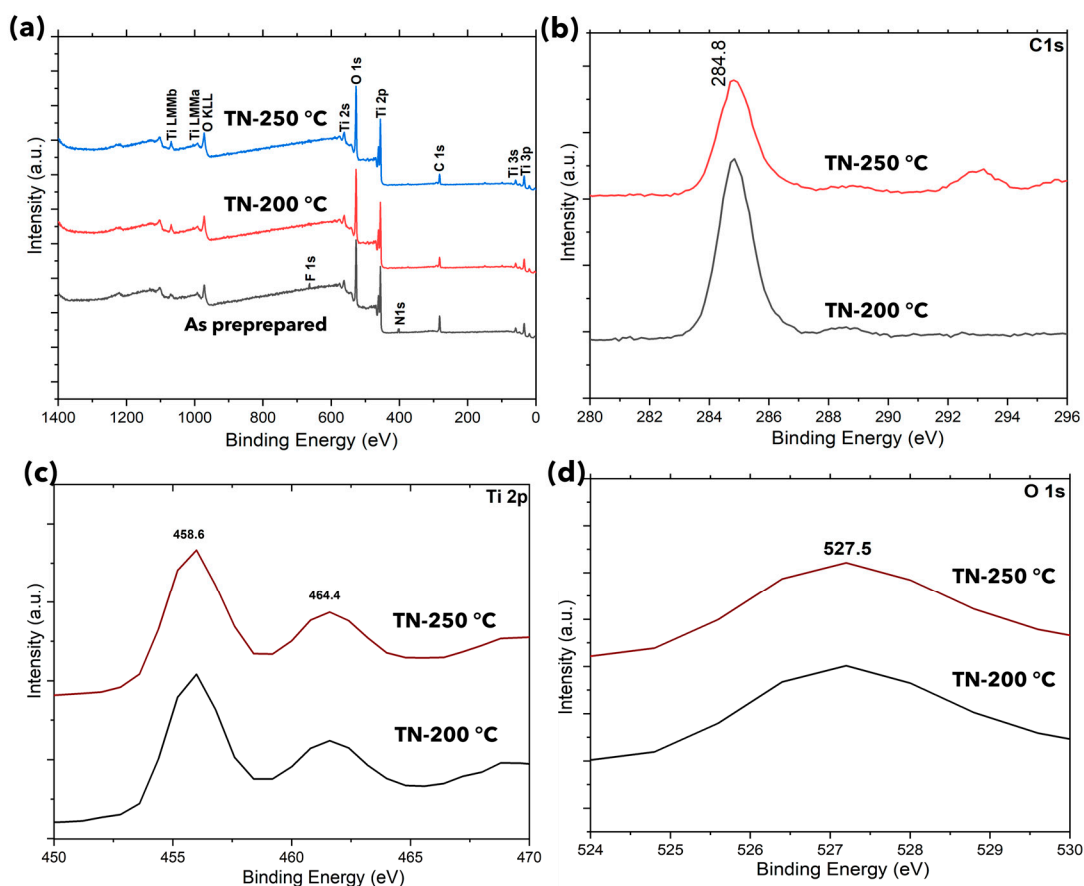 (a)
TN-250 °C
TN-200 °C
As preprepared
Ti LMMb
Ti LMMa
O KLL
F 1s
Ti 2s
O 1s
Ti 2p
N1s
C 1s
Ti 3s
Ti 3p
Intensity (a.u.)
1400 1200 1000 800 600 400 200 0
Binding Energy (eV)
(b)
C1s
284.8
TN-250 °C
TN-200 °C
Intensity (a.u.)
280 282 284 286 288 290 292 294 296
Binding Energy (eV)
(c)
Ti 2p
458.6
464.4
TN-250 °C
TN-200 °C
Intensity (a.u.)
450 455 460 465 470
Binding Energy (eV)
(d)
O 1s
527.5
TN-250 °C
TN-200 °C
Intensity (a.u.)
524 525 526 527 528 529 530
Binding Energy (eV)